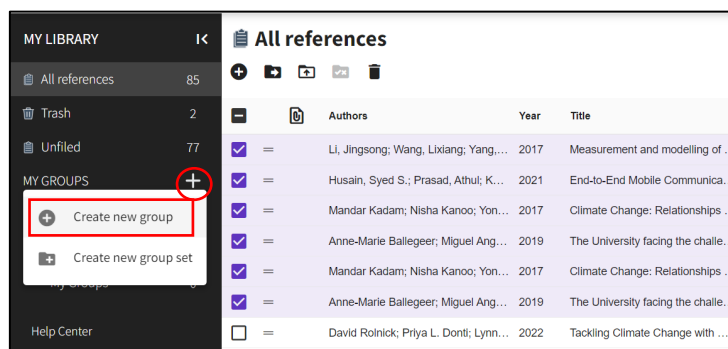 MY LIBRARY
All references 85
Trash 2
Unfiled 77
MY GROUPS
Create new group
Create new group set
My Groups
Help Center
All references
Authors Year Title
Li, Jingsong; Wang, Lixiang; Yang,... 2017 Measurement and modelling of .
Husain, Syed S.; Prasad, Athul; K... 2021 End-to-End Mobile Communica.
Mandar Kadam; Nisha Kanoo; Yon... 2017 Climate Change: Relationships .
Anne-Marie Ballegeer; Miguel Ang... 2019 The University facing the challe.
Mandar Kadam; Nisha Kanoo; Yon... 2017 Climate Change: Relationships .
Anne-Marie Ballegeer; Miguel Ang... 2019 The University facing the challe.
David Rolnick; Priya L. Donti; Lynn... 2022 Tackling Climate Change with ...